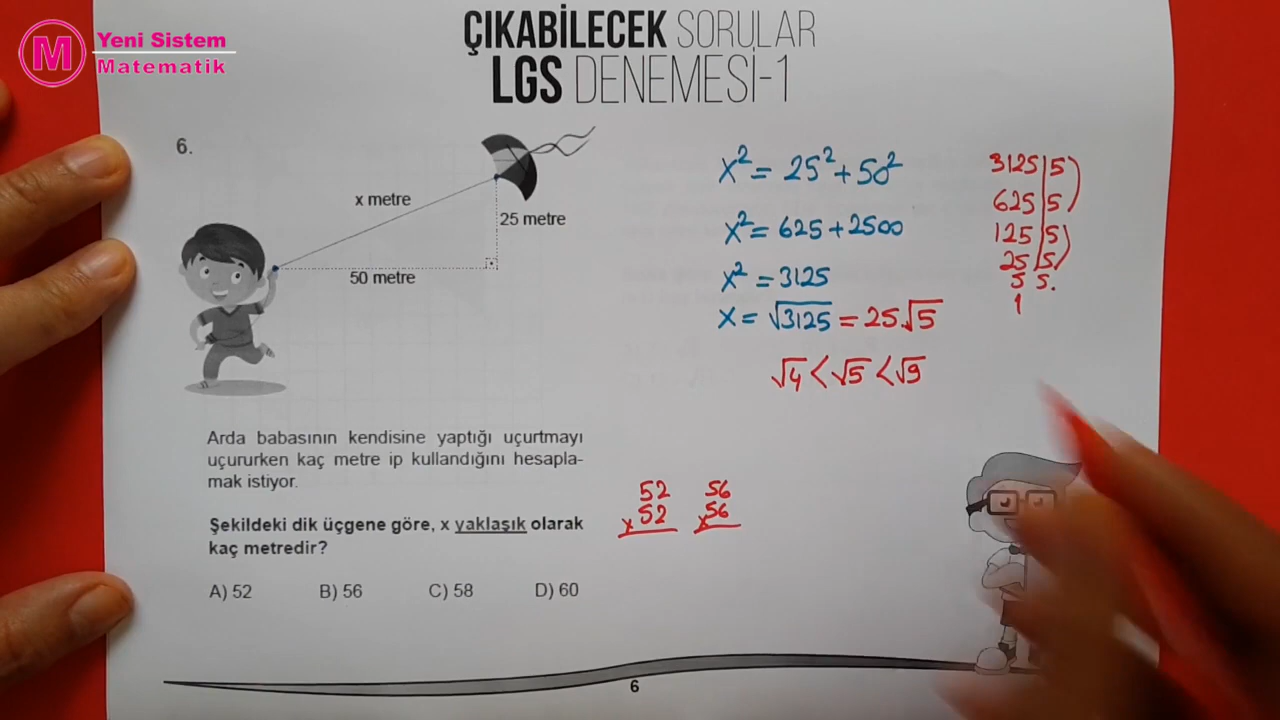 Yeni Sistem
Matematik
M
ÇIKABİLECEK SORULAR
LGS DENEMESİ-1
6.
x metre
25 metre
50 metre
Arda babasının kendisine yaptığı uçurtmayı
uçururken kaç metre ip kullandığını hesapla-
mak istiyor.
Şekildeki dik üçgene göre, x yaklaşık olarak
kaç metredir?
A) 52 B) 56 C) 58 D) 60
x² = 25² + 50²
x² = 625 + 2500
x² = 3125
x = √3125 = 25√5
√4 < √5 < √9
3125 | 5
625 | 5
125 | 5
25 | 5
5 5.
1
52 56
x 52 x 56
6